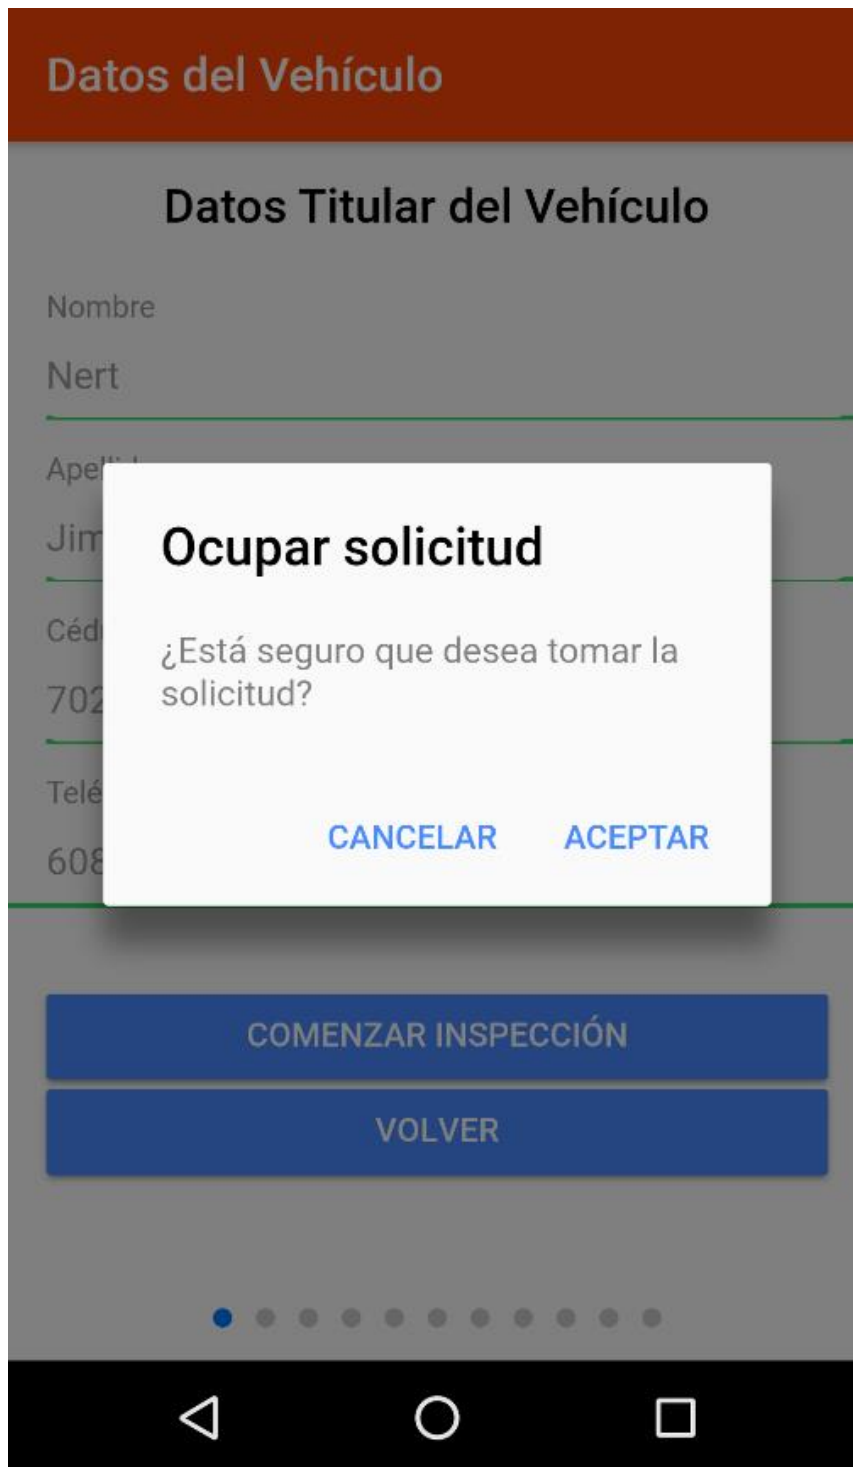 Datos del Vehículo
Datos Titular del Vehículo
Nombre
Nert
Ocupar solicitud
¿Está seguro que desea tomar la
solicitud?
CANCELAR ACEPTAR
COMENZAR INSPECCIÓN
VOLVER